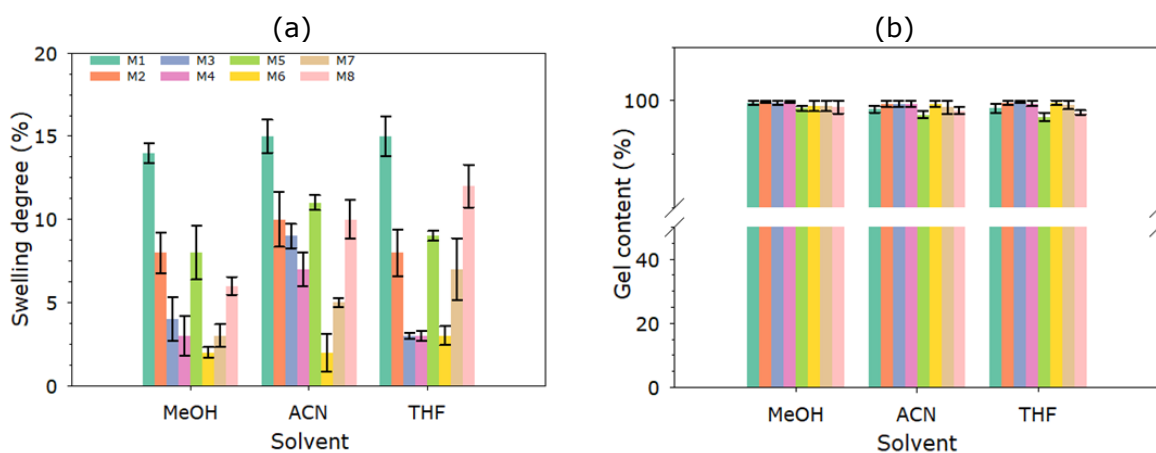 (a)
20
15
10
5
0
Swelling degree (%)
M1 M3 M5 M7
M2 M4 M6 M8
MeOH ACN THF
Solvent
(b)
100
40
20
0
Gel content (%)
MeOH ACN THF
Solvent